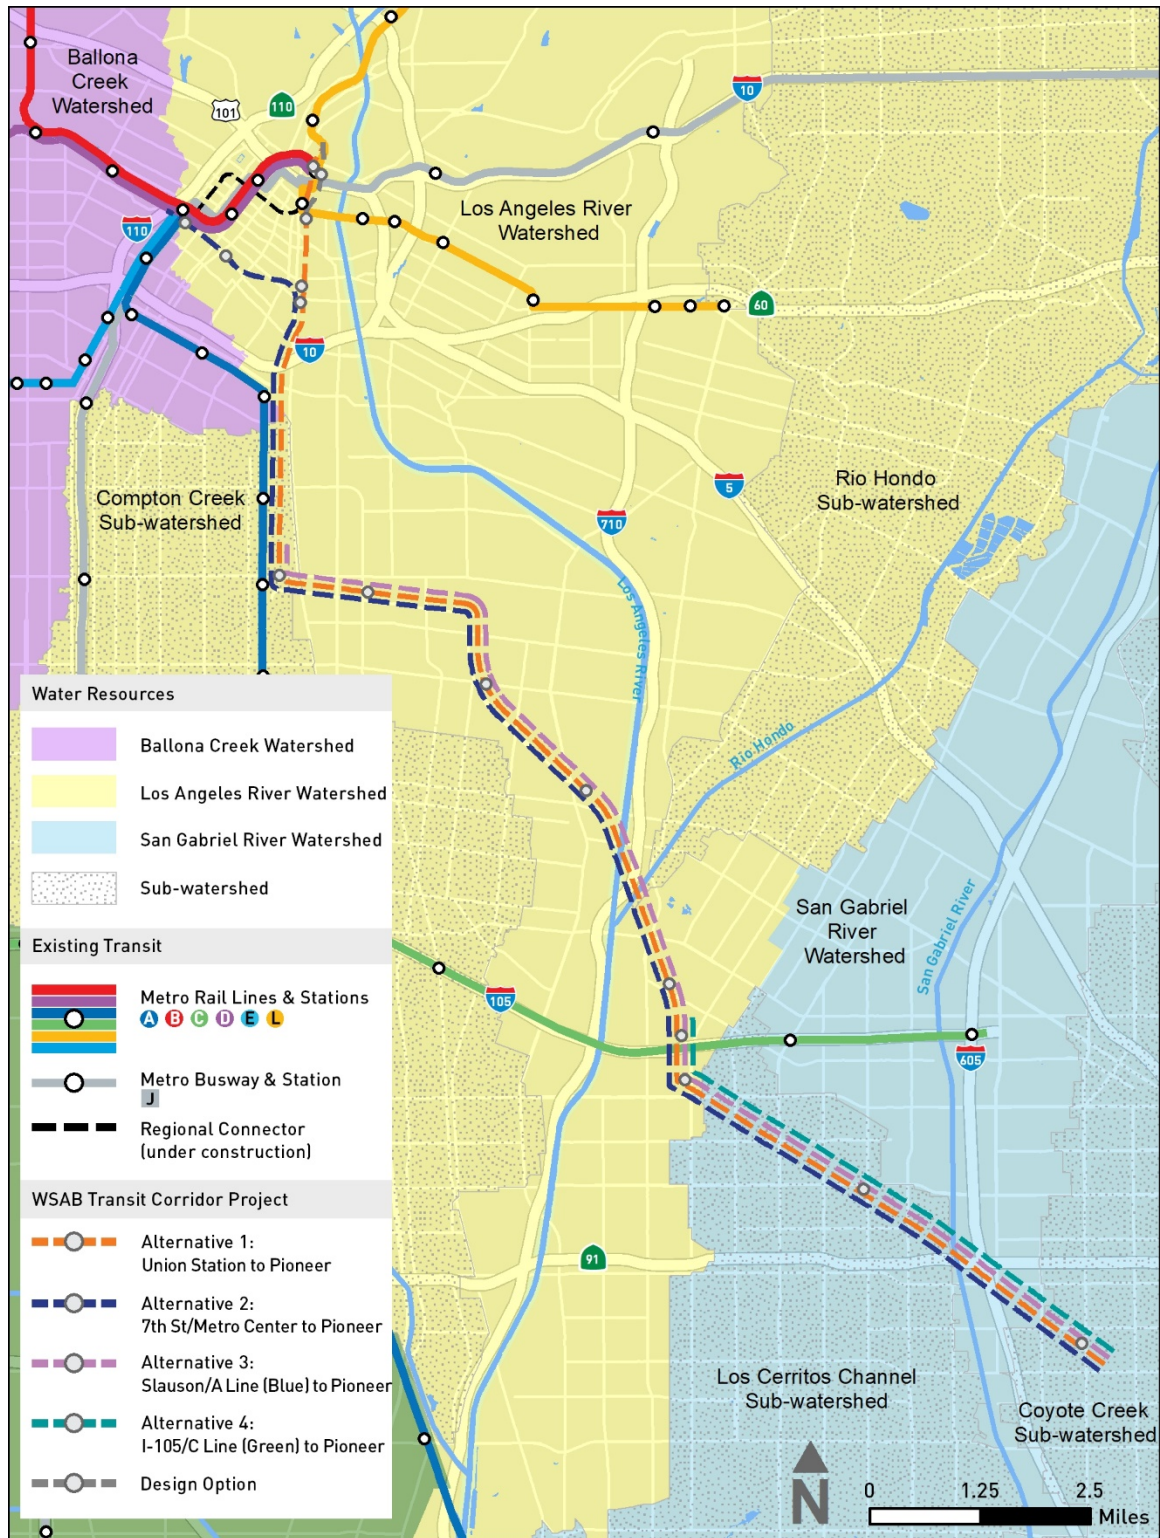 Ballona
Creek
Watershed
101
110
10
110
Los Angeles River
Watershed
60
10
Compton Creek
Sub-watershed
5
Rio Hondo
Sub-watershed
710
Los Angeles River
Rio Hondo
San Gabriel
River
Watershed
San Gabriel River
105
605
91
Los Cerritos Channel
Sub-watershed
Coyote Creek
Sub-watershed
Water Resources
Ballona Creek Watershed
Los Angeles River Watershed
San Gabriel River Watershed
Sub-watershed
Existing Transit
Metro Rail Lines & Stations
A B C D E L
Metro Busway & Station
J
Regional Connector
(under construction)
WSAB Transit Corridor Project
Alternative 1:
Union Station to Pioneer
Alternative 2:
7th St/Metro Center to Pioneer
Alternative 3:
Slauson/A Line (Blue) to Pioneer
Alternative 4:
I-105/C Line (Green) to Pioneer
Design Option
N
0 1.25 2.5
Miles